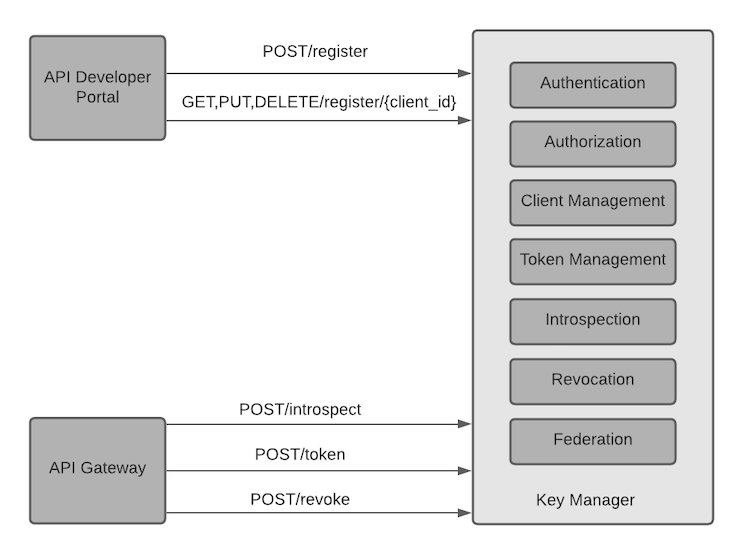 API Developer
Portal
POST/register
GET,PUT,DELETE/register/{client_id}
Authentication
Authorization
Client Management
Token Management
Introspection
Revocation
Federation
Key Manager
API Gateway
POST/introspect
POST/token
POST/revoke